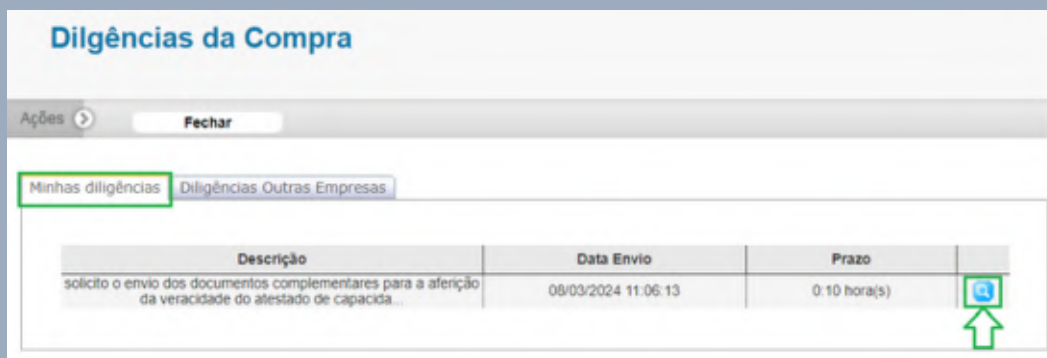 Dilgências da Compra
Ações
Fechar
Minhas diligências
Diligências Outras Empresas
Descrição Data Envio Prazo
solicito o envio dos documentos complementares para a aferição
da veracidade do atestado de capacida... 08/03/2024 11:06:13 0:10 hora(s)